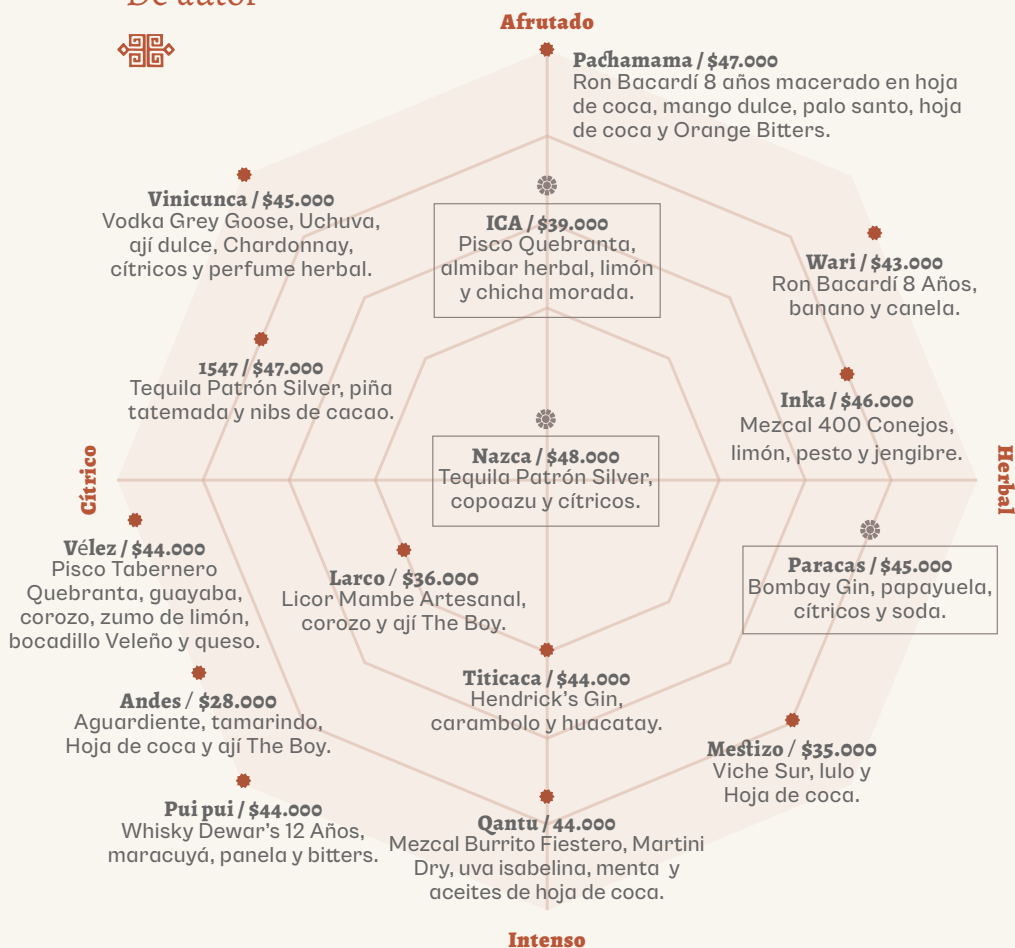 De autor
Afrutado
Pachamama / $47.000
Ron Bacardí 8 años macerado en hoja
de coca, mango dulce, palo santo, hoja
de coca y Orange Bitters.
Vinicunca / $45.000
Vodka Grey Goose, Uchuva,
ají dulce, Chardonnay,
cítricos y perfume herbal.
ICA / $39.000
Pisco Quebranta,
almibar herbal, limón
y chicha morada.
Wari / $43.000
Ron Bacardí 8 Años,
banano y canela.
1547 / $47.000
Tequila Patrón Silver, piña
tatemada y nibs de cacao.
Inka / $46.000
Mezcal 400 Conejos,
limón, pesto y jengibre.
Cítrico
Nazca / $48.000
Tequila Patrón Silver,
copoazu y cítricos.
Herbal
Vélez / $44.000
Pisco Tabernero
Quebranta, guayaba,
corozo, zumo de limón,
bocadillo Veleño y queso.
Larco / $36.000
Licor Mambe Artesanal,
corozo y ají The Boy.
Paracas / $45.000
Bombay Gin, papayuela,
cítricos y soda.
Titicaca / $44.000
Hendrick's Gin,
carambolo y huacatay.
Andes / $28.000
Aguardiente, tamarindo,
Hoja de coca y ají The Boy.
Mestizo / $35.000
Viche Sur, lulo y
Hoja de coca.
Pui pui / $44.000
Whisky Dewar's 12 Años,
maracuyá, panela y bitters.
Qantu / 44.000
Mezcal Burrito Fiestero, Martini
Dry, uva isabelina, menta y
aceites de hoja de coca.
Intenso